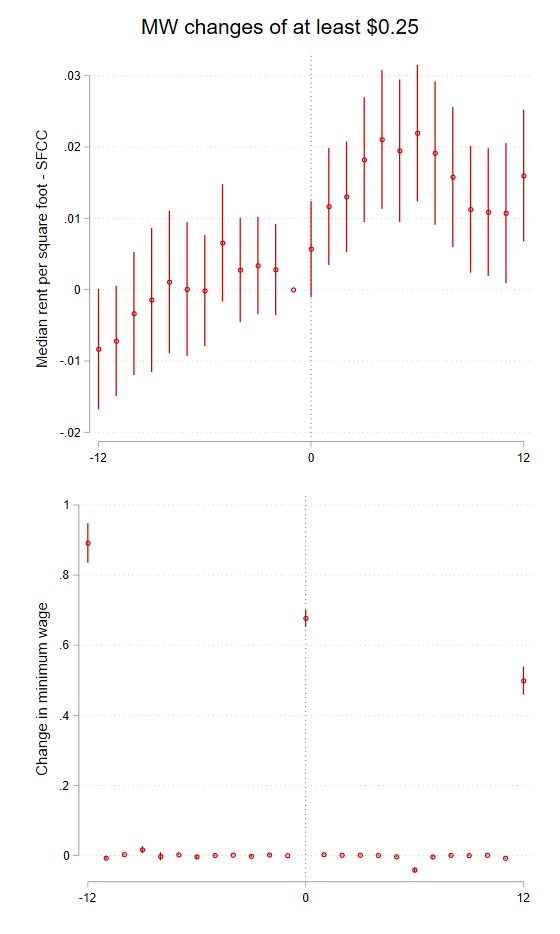 MW changes of at least $0.25
Median rent per square foot - SFCC
.03
.02
.01
0
-.01
-.02
-12 0 12
Change in minimum wage
1
.8
.6
.4
.2
0
-12 0 12